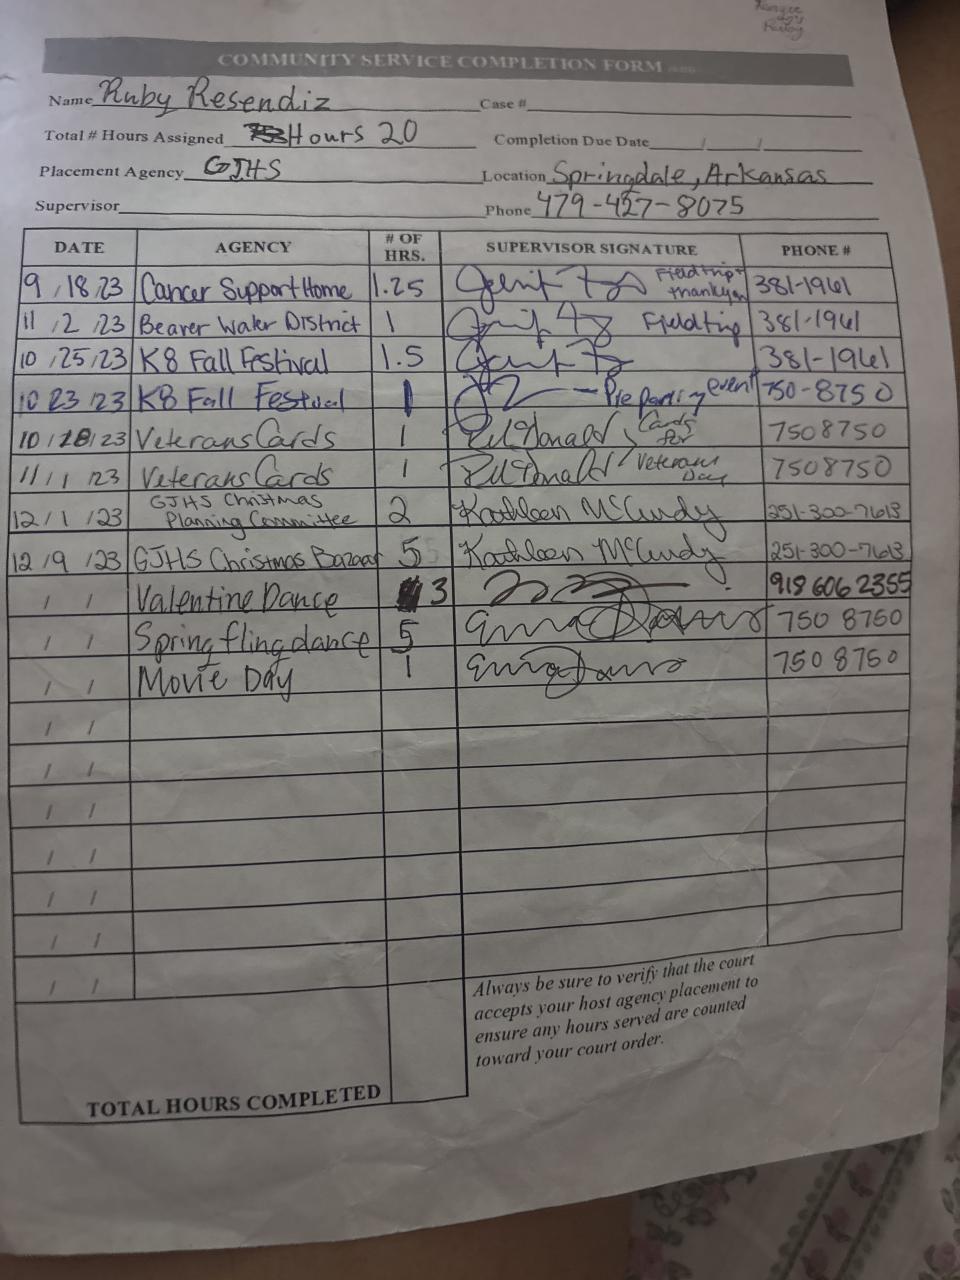 COMMUNITY SERVICE COMPLETION FORM
Name Ruby Resendiz Case #
Total # Hours Assigned Hours 20 Completion Due Date / /
Placement Agency GJHS Location Springdale, Arkansas
Supervisor Phone 479-427-8075
DATE AGENCY # OF HRS. SUPERVISOR SIGNATURE PHONE #
9 / 18 / 23 Cancer Support Home 1.25 Fieldtrip + thankyou 381-1961
11 / 2 / 23 Beaver Water District 1 Fieldtrip 381-1961
10 / 25 / 23 K8 Fall Festival 1.5 381-1961
10 23 / 23 K8 Fall Festival 1 - Preparing event 750-8750
10 / 28 / 23 Veterans Cards 1 Cards for 7508750
11 / 1 / 23 Veterans Cards 1 Veterans Day 7508750
12 / 1 / 23 GJHS Christmas Planning Committee 2 Kathleen McCurdy 251-300-7613
12 / 9 / 23 GJHS Christmas Bazaar 5 Kathleen McCurdy 251-300-7613
/ / Valentine Dance 3 918 606 2355
/ / Spring fling dance 5 750 8750
/ / Movie Day 1 750 8750
/ /
/ /
/ /
/ /
/ /
/ /
/ /
Always be sure to verify that the court
accepts your host agency placement to
ensure any hours served are counted
toward your court order.
TOTAL HOURS COMPLETED